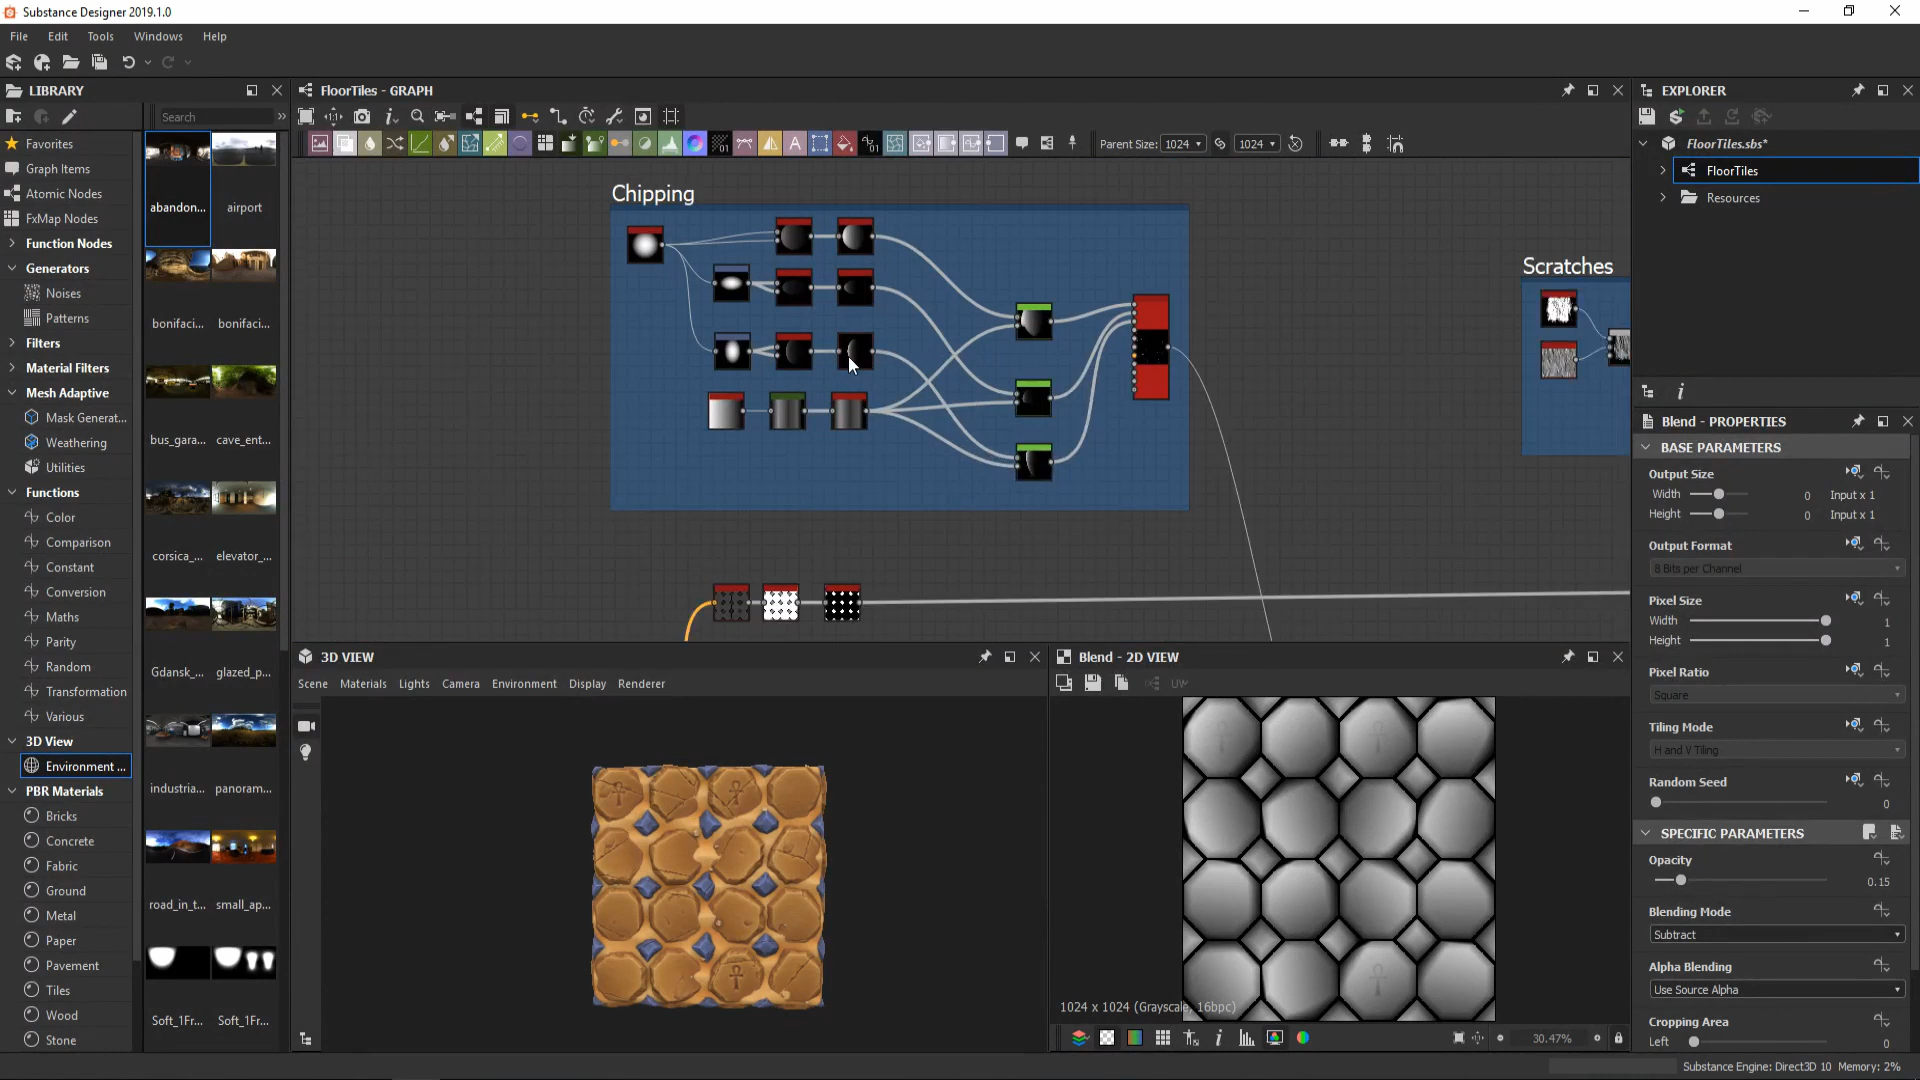 Substance Designer 2019.1.0
File Edit Tools Windows Help
LIBRARY
Search
Favorites
Graph Items
Atomic Nodes
FxMap Nodes
Function Nodes
Generators
Noises
Patterns
Filters
Material Filters
Mesh Adaptive
Mask Generat...
Weathering
Utilities
Functions
Color
Comparison
Constant
Conversion
Maths
Parity
Random
Transformation
Various
3D View
Environment ...
PBR Materials
Bricks
Concrete
Fabric
Ground
Metal
Paper
Pavement
Tiles
Wood
Stone
abandon... airport
bonifaci... bonifaci...
bus_gara... cave_ent...
corsica_... elevator_...
Gdansk_... glazed_p...
industria... panoram...
road_in_t... small_ap...
Soft_1Fr... Soft_1Fr...
FloorTiles - GRAPH
Parent Size: 1024 1024
Chipping
Scratches
3D VIEW
Scene Materials Lights Camera Environment Display Renderer
Blend - 2D VIEW
UV
1024 x 1024 (Grayscale, 16bpc)
30.47%
EXPLORER
FloorTiles.sbs*
FloorTiles
Resources
Blend - PROPERTIES
BASE PARAMETERS
Output Size
Width 0 Input x 1
Height 0 Input x 1
Output Format
8 Bits per Channel
Pixel Size
Width 1
Height 1
Pixel Ratio
Square
Tiling Mode
H and V Tiling
Random Seed
0
SPECIFIC PARAMETERS
Opacity
0.15
Blending Mode
Subtract
Alpha Blending
Use Source Alpha
Cropping Area
Left 0
Substance Engine: Direct3D 10 Memory: 2%